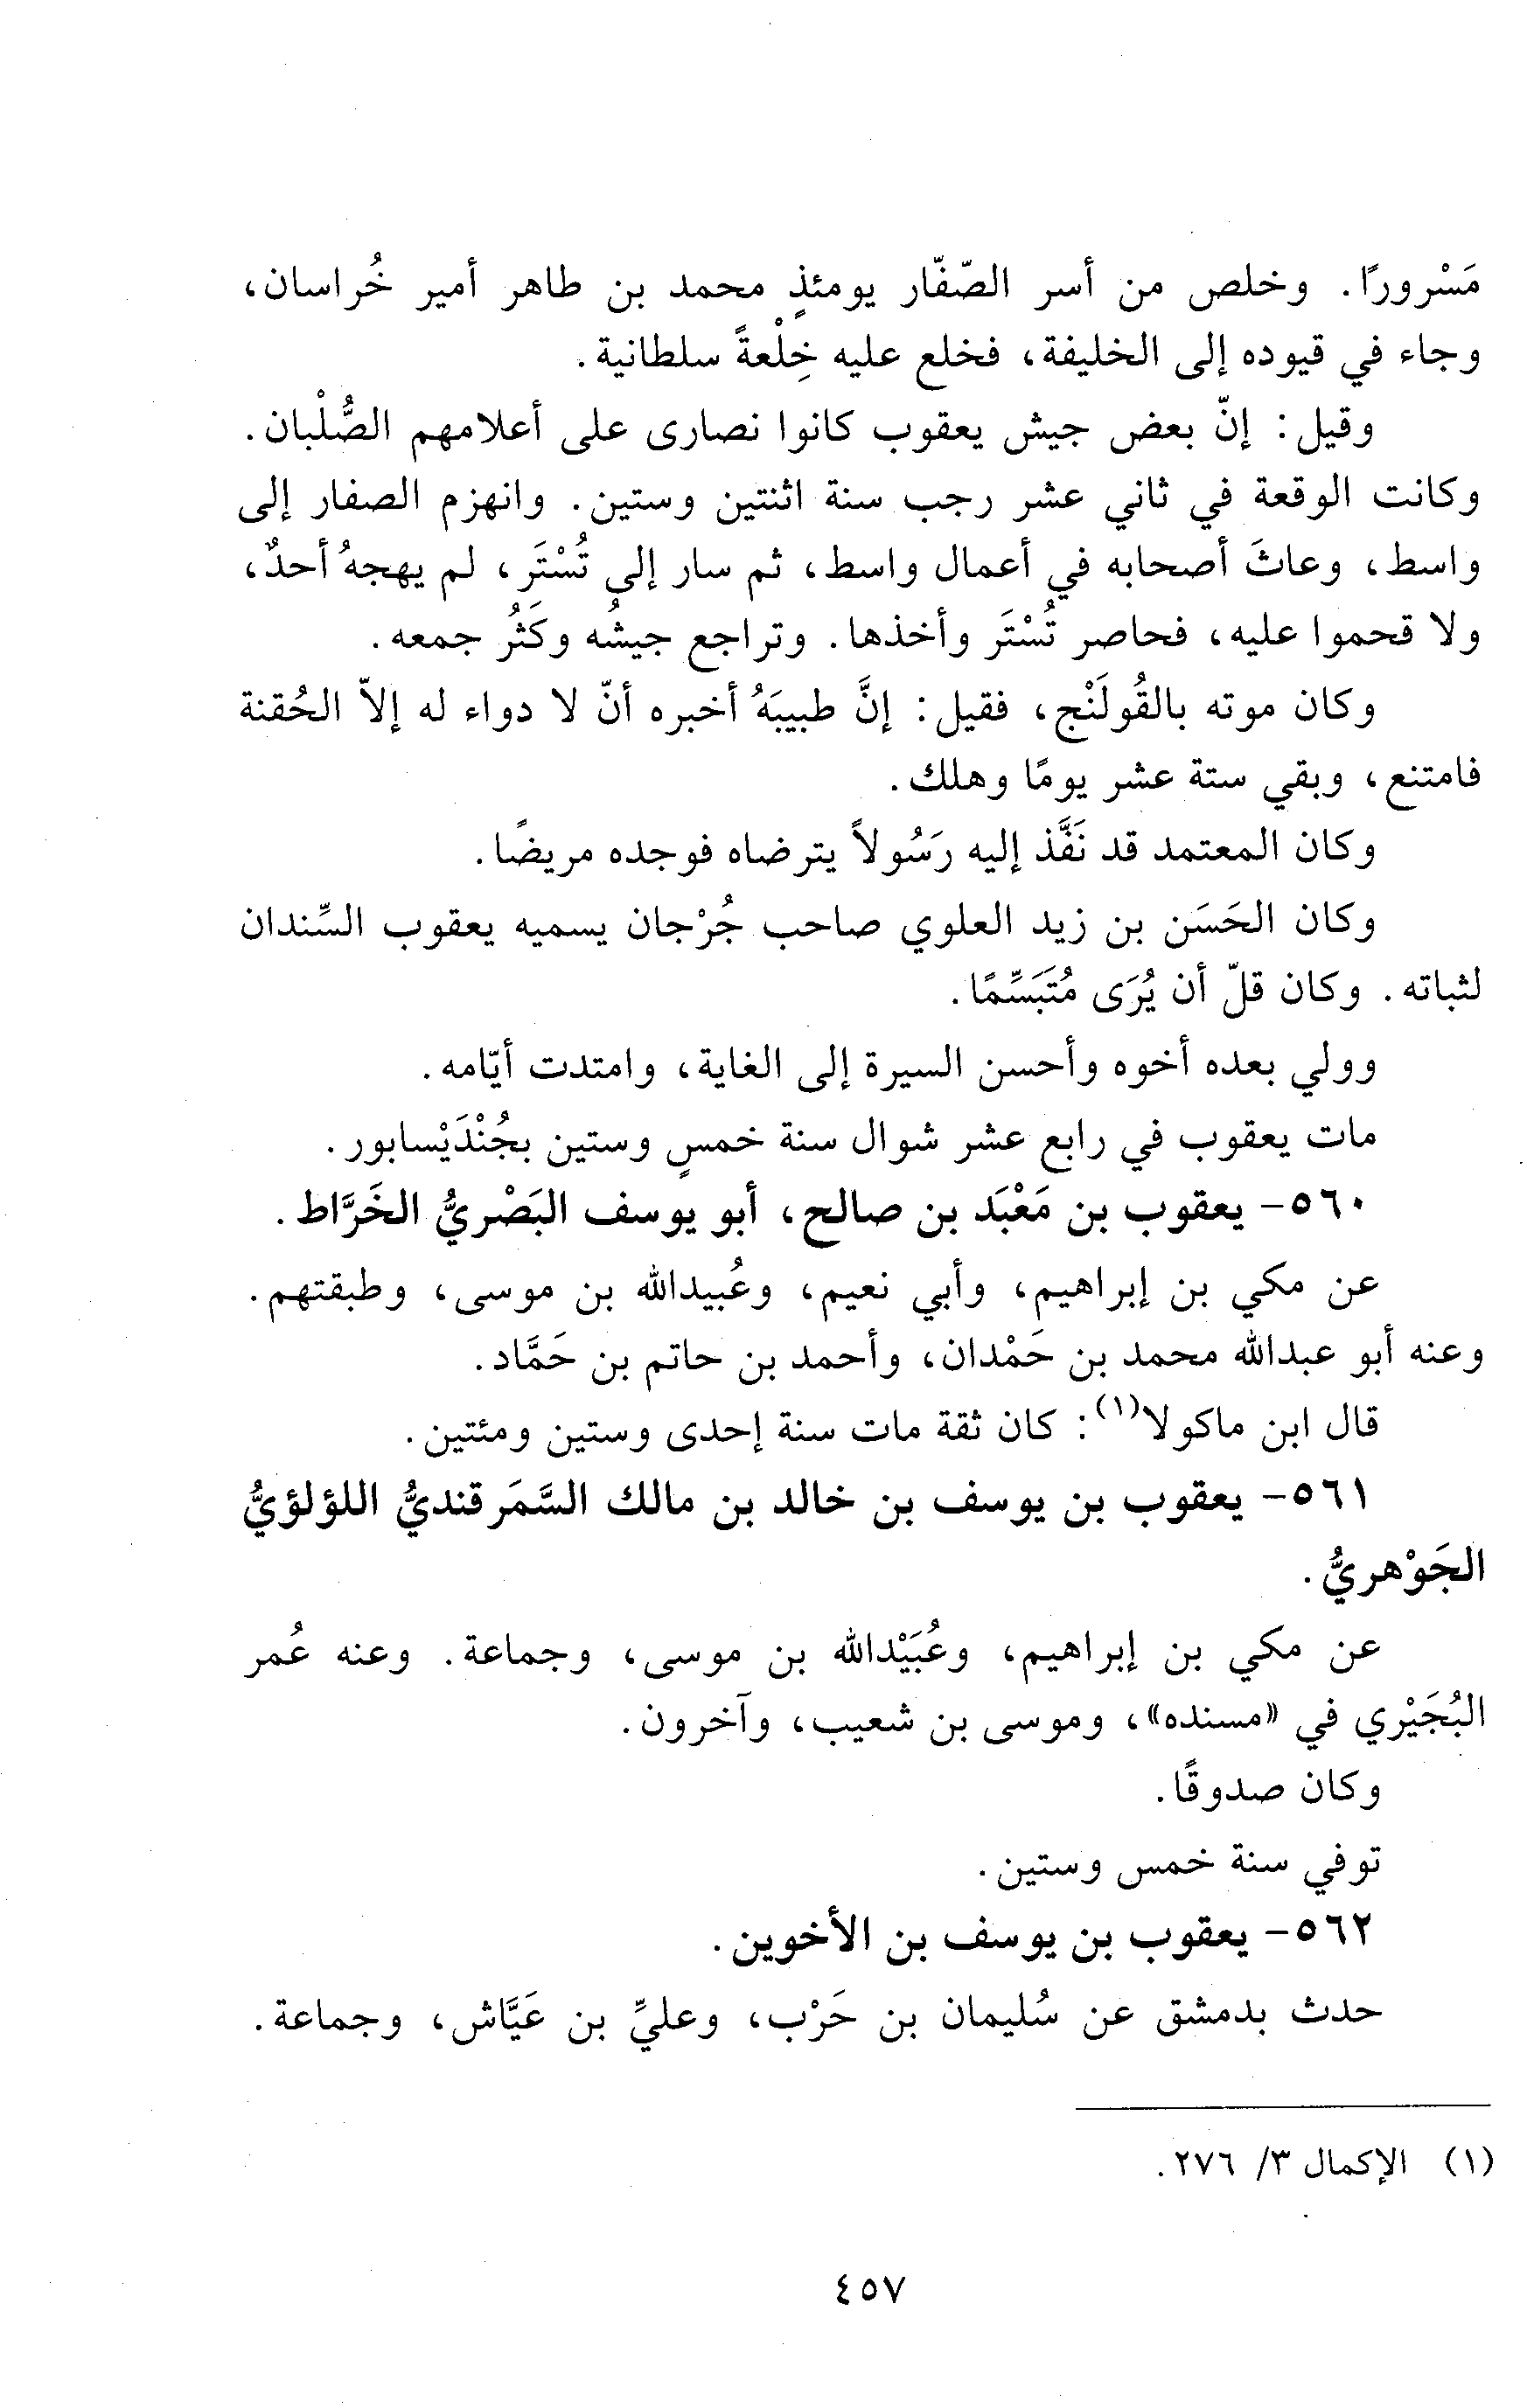 مَسْرورًا. وخلص من أسر الصّفّار يومئذٍ محمد بن طاهر أمير خُراسان،
وجاء في قيوده إلى الخليفة، فخلع عليه خِلْعةً سلطانية.
وقيل: إنّ بعض جيش يعقوب كانوا نصارى على أعلامهم الصُّلْبان.
وكانت الوقعة في ثاني عشر رجب سنة اثنتين وستين. وانهزم الصفار إلى
واسط، وعاثَ أصحابه في أعمال واسط، ثم سار إلى تُسْتَر، لم يهجهُ أحدٌ،
ولا قحموا عليه، فحاصر تُسْتَر وأخذها. وتراجع جيشُه وكَثُر جمعه.
وكان موته بالقُولَنْج، فقيل: إنَّ طبيبَهُ أخبره أنّ لا دواء له إلاّ الحُقنة
فامتنع، وبقي ستة عشر يومًا وهلك.
وكان المعتمد قد نَفَّذ إليه رَسُولاً يترضاه فوجده مريضًا.
وكان الحَسَن بن زيد العلوي صاحب جُرْجان يسميه يعقوب السِّندان
لثباته. وكان قلّ أن يُرَى مُتَبَسِّمًا.
وولي بعده أخوه وأحسن السيرة إلى الغاية، وامتدت أيّامه.
مات يعقوب في رابع عشر شوال سنة خمسٍ وستين بجُنْدَيْسابور.
٥٦٠- يعقوب بن مَعْبَد بن صالح، أبو يوسف البَصْريُّ الخَرَّاط.
عن مكي بن إبراهيم، وأبي نعيم، وعُبيدالله بن موسى، وطبقتهم.
وعنه أبو عبدالله محمد بن حَمْدان، وأحمد بن حاتم بن حَمَّاد.
قال ابن ماكولا(١): كان ثقة مات سنة إحدى وستين ومئتين.
٥٦١- يعقوب بن يوسف بن خالد بن مالك السَّمَرقنديُّ اللؤلؤيُّ
الجَوْهريُّ.
عن مكي بن إبراهيم، وعُبَيْدالله بن موسى، وجماعة. وعنه عُمر
البُجَيْري في «مسنده»، وموسى بن شعيب، وآخرون.
وكان صدوقًا.
توفي سنة خمس وستين.
٥٦٢- يعقوب بن يوسف بن الأخوين.
حدث بدمشق عن سُليمان بن حَرْب، وعليِّ بن عَيَّاش، وجماعة.
(١) الإكمال ٣/ ٢٧٦.
٤٥٧